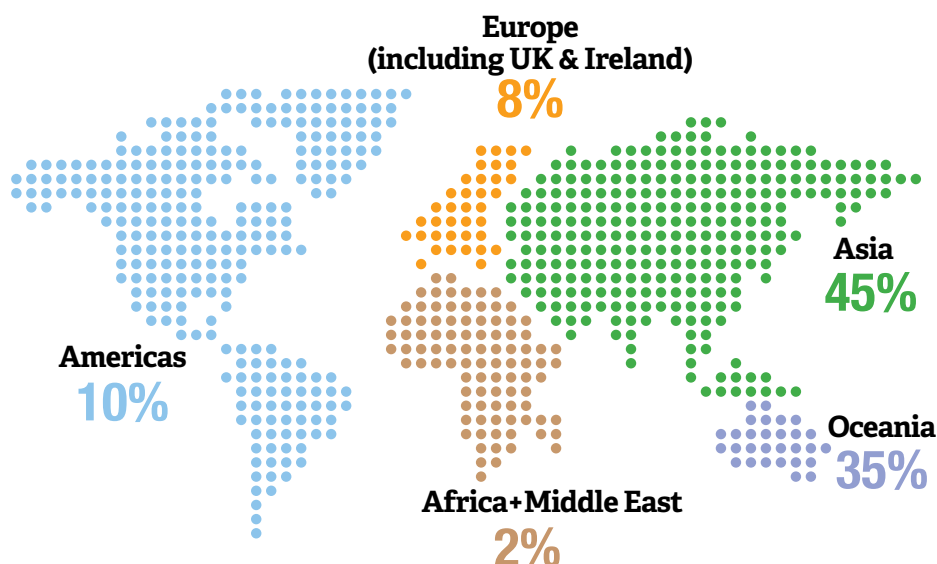 Europe
(including UK & Ireland)
8%
Asia
45%
Americas
10%
Oceania
35%
Africa+Middle East
2%